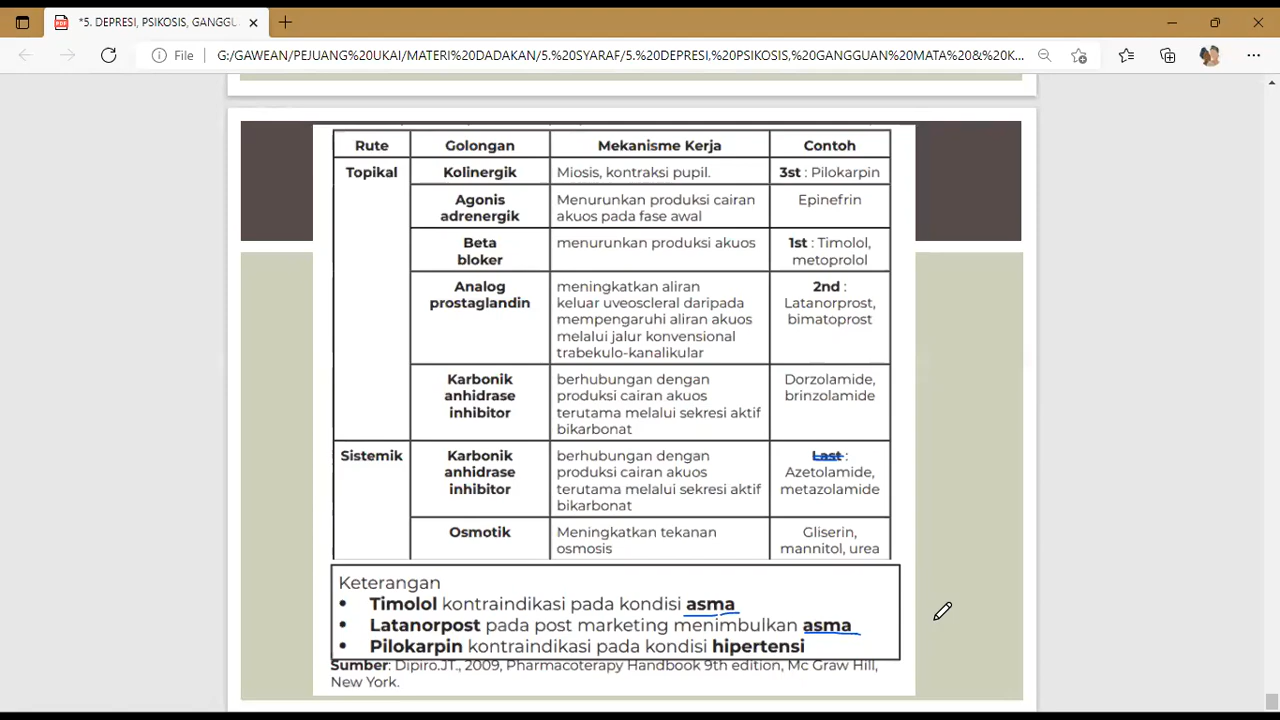 *5. DEPRESI, PSIKOSIS, GANGGU
File
G:/GAWEAN/PEJUANG%20UKAI/MATERI%20DADAKAN/5.%20SYARAF/5.%20DEPRESI,%20PSIKOSIS,%20GANGGUAN%20MATA%20&%20K...
Rute Golongan Mekanisme Kerja Contoh
Topikal Kolinergik Miosis, kontraksi pupil. 3st : Pilokarpin
Agonis Menurunkan produksi cairan Epinefrin
adrenergik akuos pada fase awal
Beta menurunkan produksi akuos 1st : Timolol,
bloker metoprolol
Analog meningkatkan aliran 2nd :
prostaglandin keluar uveoscleral daripada Latanorprost,
mempengaruhi aliran akuos bimatoprost
melalui jalur konvensional
trabekulo-kanalikular
Karbonik berhubungan dengan Dorzolamide,
anhidrase produksi cairan akuos brinzolamide
inhibitor terutama melalui sekresi aktif
bikarbonat
Sistemik Karbonik berhubungan dengan Last :
anhidrase produksi cairan akuos Azetolamide,
inhibitor terutama melalui sekresi aktif metazolamide
bikarbonat
Osmotik Meningkatkan tekanan Gliserin,
osmosis mannitol, urea
Keterangan
• Timolol kontraindikasi pada kondisi asma
• Latanorpost pada post marketing menimbulkan asma
• Pilokarpin kontraindikasi pada kondisi hipertensi
Sumber: Dipiro.JT., 2009, Pharmacoterapy Handbook 9th edition, Mc Graw Hill,
New York.